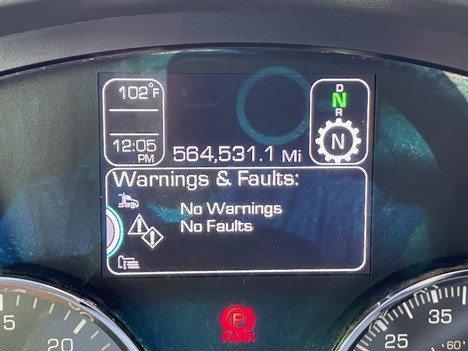 102°F
D
N
R
12:05
PM
564,531.1 Mi
N
Warnings & Faults:
No Warnings
No Faults
P
PARK
5
20
25
35
60